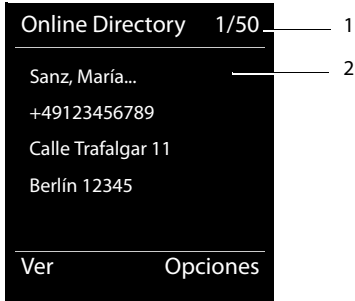 Online Directory 1/50 1
Sanz, María... 2
+49123456789
Calle Trafalgar 11
Berlín 12345
Ver Opciones